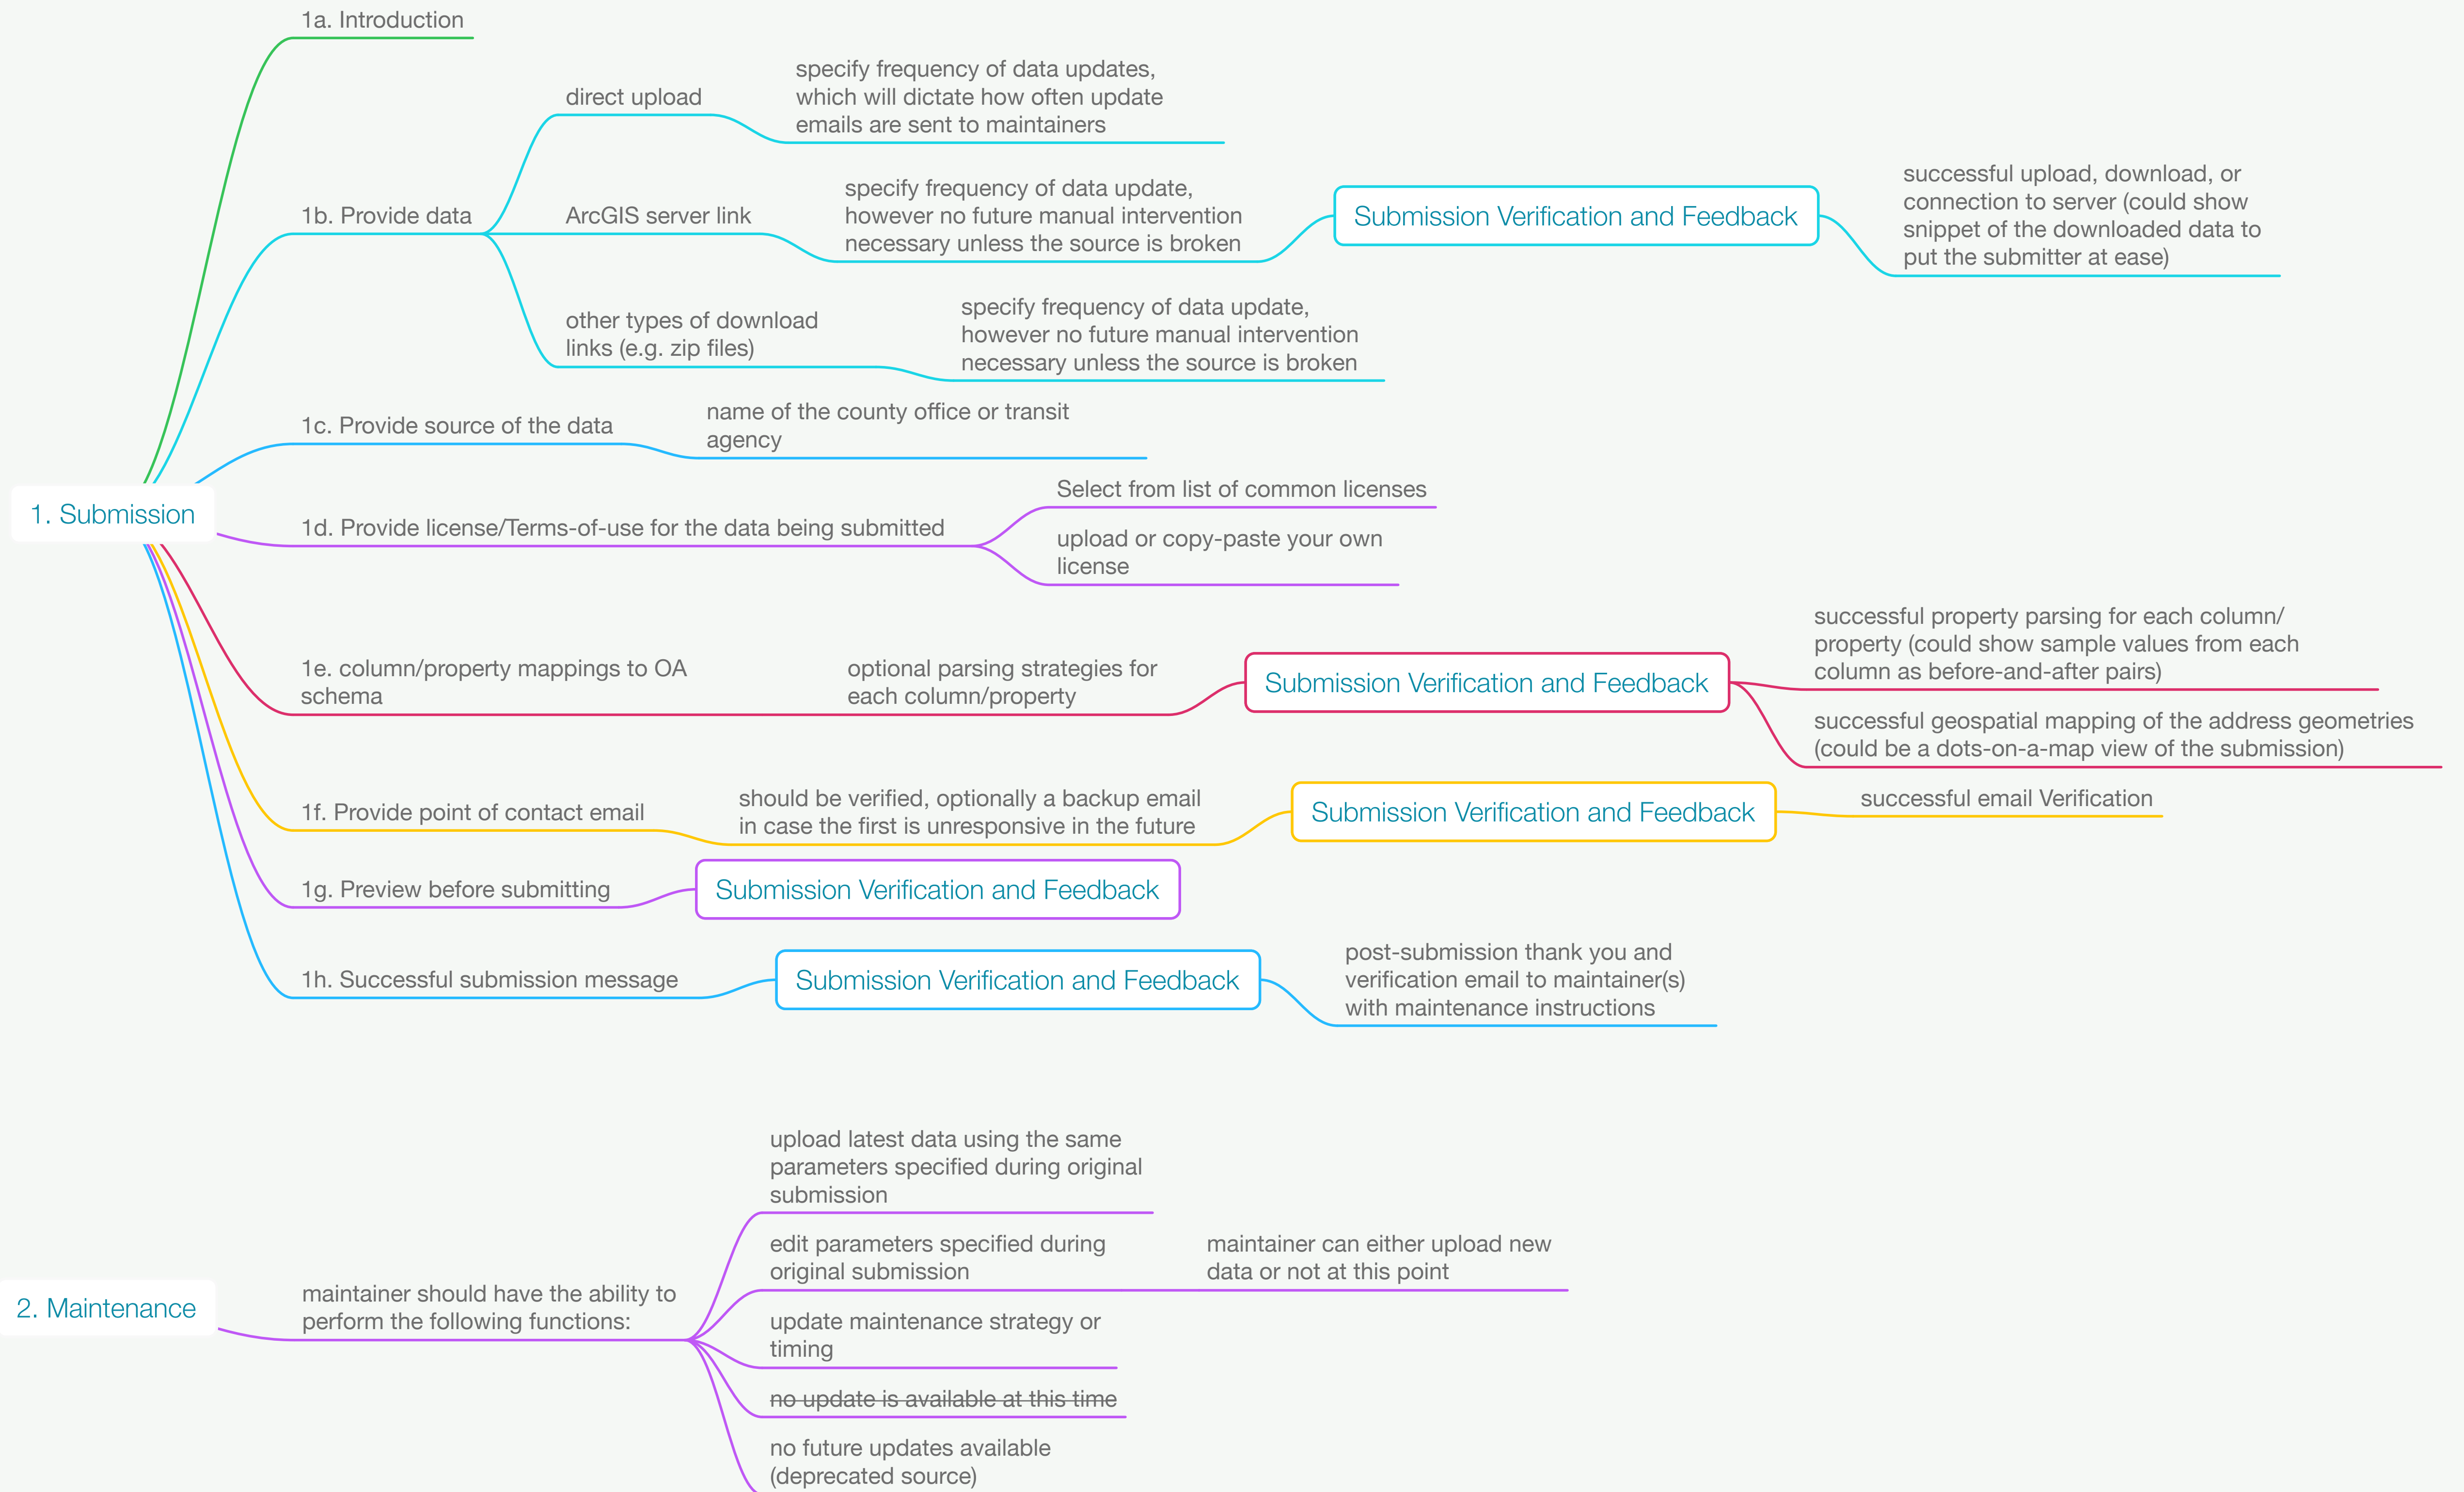 1. Submission
1a. Introduction
1b. Provide data
direct upload
specify frequency of data updates,
which will dictate how often update
emails are sent to maintainers
ArcGIS server link
specify frequency of data update,
however no future manual intervention
necessary unless the source is broken
Submission Verification and Feedback
successful upload, download, or
connection to server (could show
snippet of the downloaded data to
put the submitter at ease)
other types of download
links (e.g. zip files)
specify frequency of data update,
however no future manual intervention
necessary unless the source is broken
1c. Provide source of the data
name of the county office or transit
agency
1d. Provide license/Terms-of-use for the data being submitted
Select from list of common licenses
upload or copy-paste your own
license
1e. column/property mappings to OA
schema
optional parsing strategies for
each column/property
Submission Verification and Feedback
successful property parsing for each column/
property (could show sample values from each
column as before-and-after pairs)
successful geospatial mapping of the address geometries
(could be a dots-on-a-map view of the submission)
1f. Provide point of contact email
should be verified, optionally a backup email
in case the first is unresponsive in the future
Submission Verification and Feedback
successful email Verification
1g. Preview before submitting
Submission Verification and Feedback
1h. Successful submission message
Submission Verification and Feedback
post-submission thank you and
verification email to maintainer(s)
with maintenance instructions
2. Maintenance
maintainer should have the ability to
perform the following functions:
upload latest data using the same
parameters specified during original
submission
edit parameters specified during
original submission
maintainer can either upload new
data or not at this point
update maintenance strategy or
timing
no update is available at this time
no future updates available
(deprecated source)